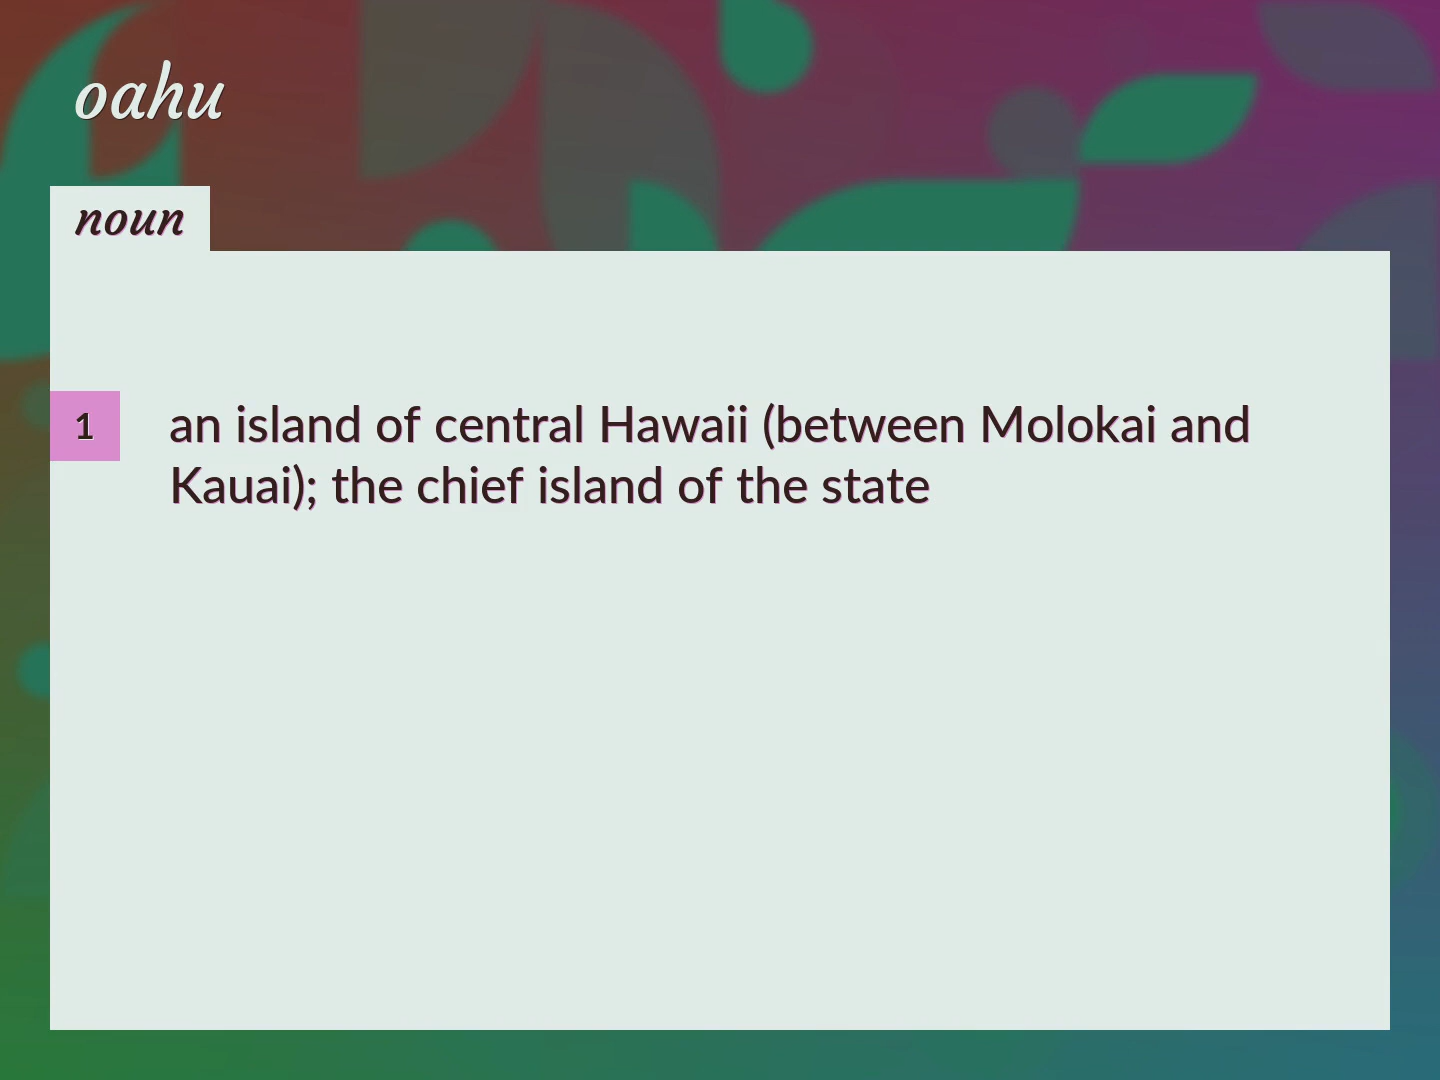 oahu
noun
1
an island of central Hawaii (between Molokai and
Kauai); the chief island of the state